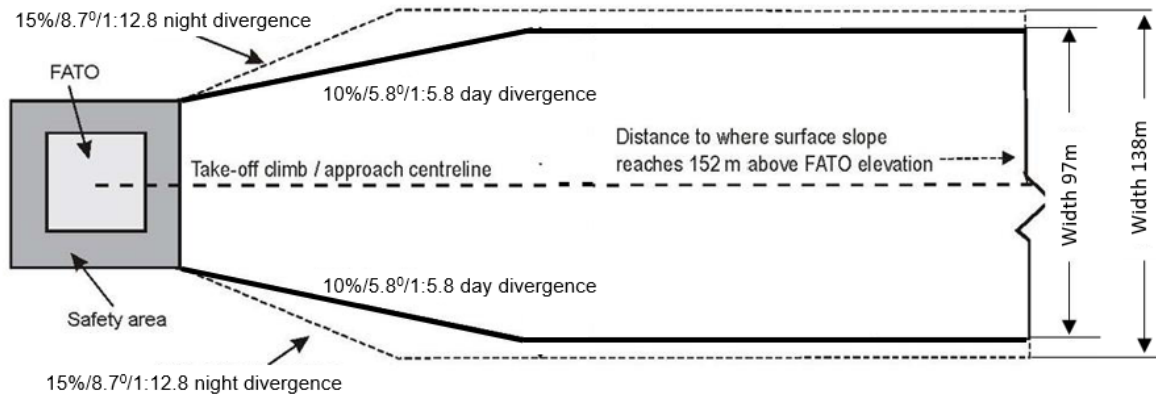 15%/8.7⁰/1:12.8 night divergence
FATO
10%/5.8⁰/1:5.8 day divergence
Distance to where surface slope
reaches 152 m above FATO elevation
Take-off climb / approach centreline
Width 97m
Width 138m
10%/5.8⁰/1:5.8 day divergence
Safety area
15%/8.7⁰/1:12.8 night divergence